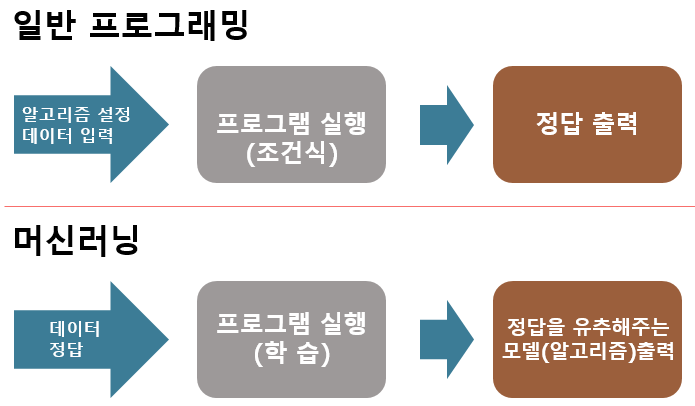 일반 프로그래밍
알고리즘 설정
데이터 입력
프로그램 실행
(조건식)
정답 출력
머신러닝
데이터
정답
프로그램 실행
(학 습)
정답을 유추해주는
모델(알고리즘)출력